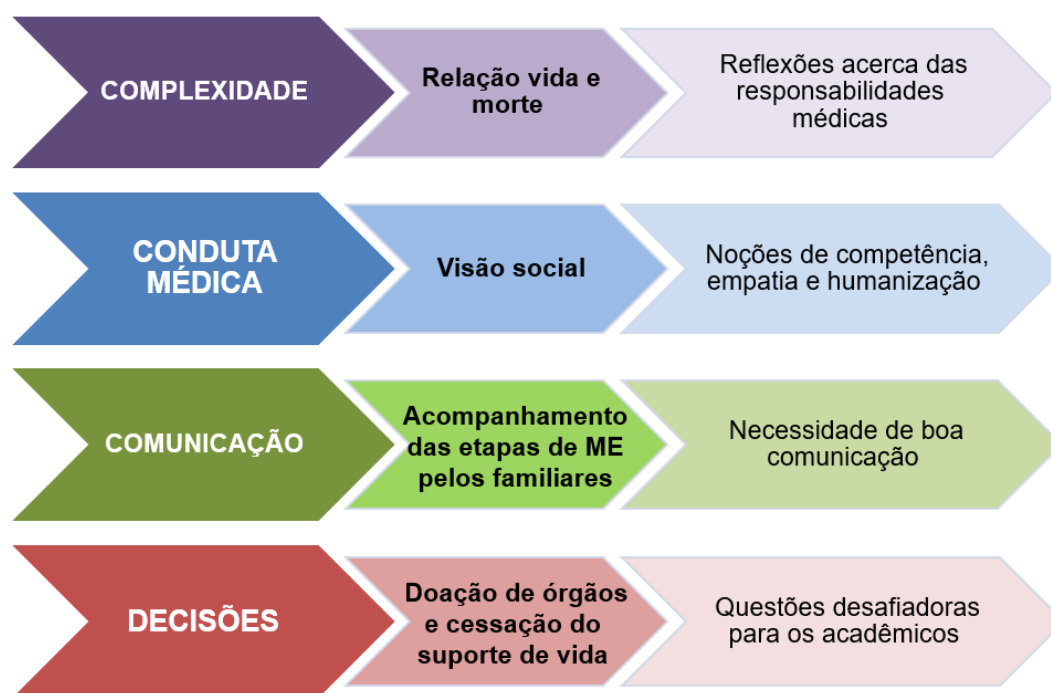 COMPLEXIDADE
Relação vida e
morte
Reflexões acerca das
responsabilidades
médicas
CONDUTA
MÉDICA
Visão social
Noções de competência,
empatia e humanização
COMUNICAÇÃO
Acompanhamento
das etapas de ME
pelos familiares
Necessidade de boa
comunicação
DECISÕES
Doação de órgãos
e cessação do
suporte de vida
Questões desafiadoras
para os acadêmicos